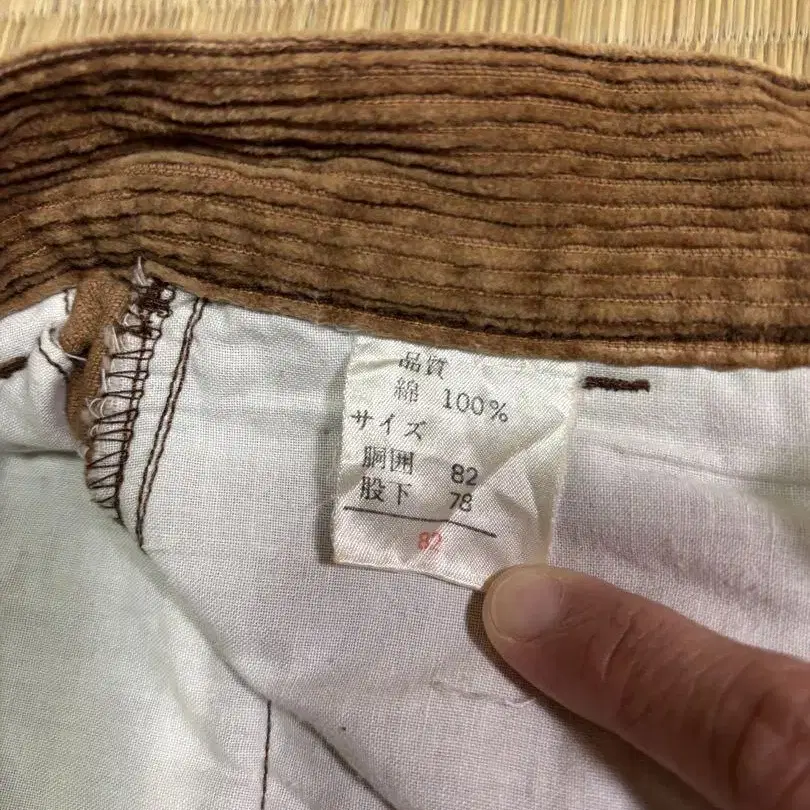 品質
綿 100%
サイズ
胴囲 82
股下 78
82